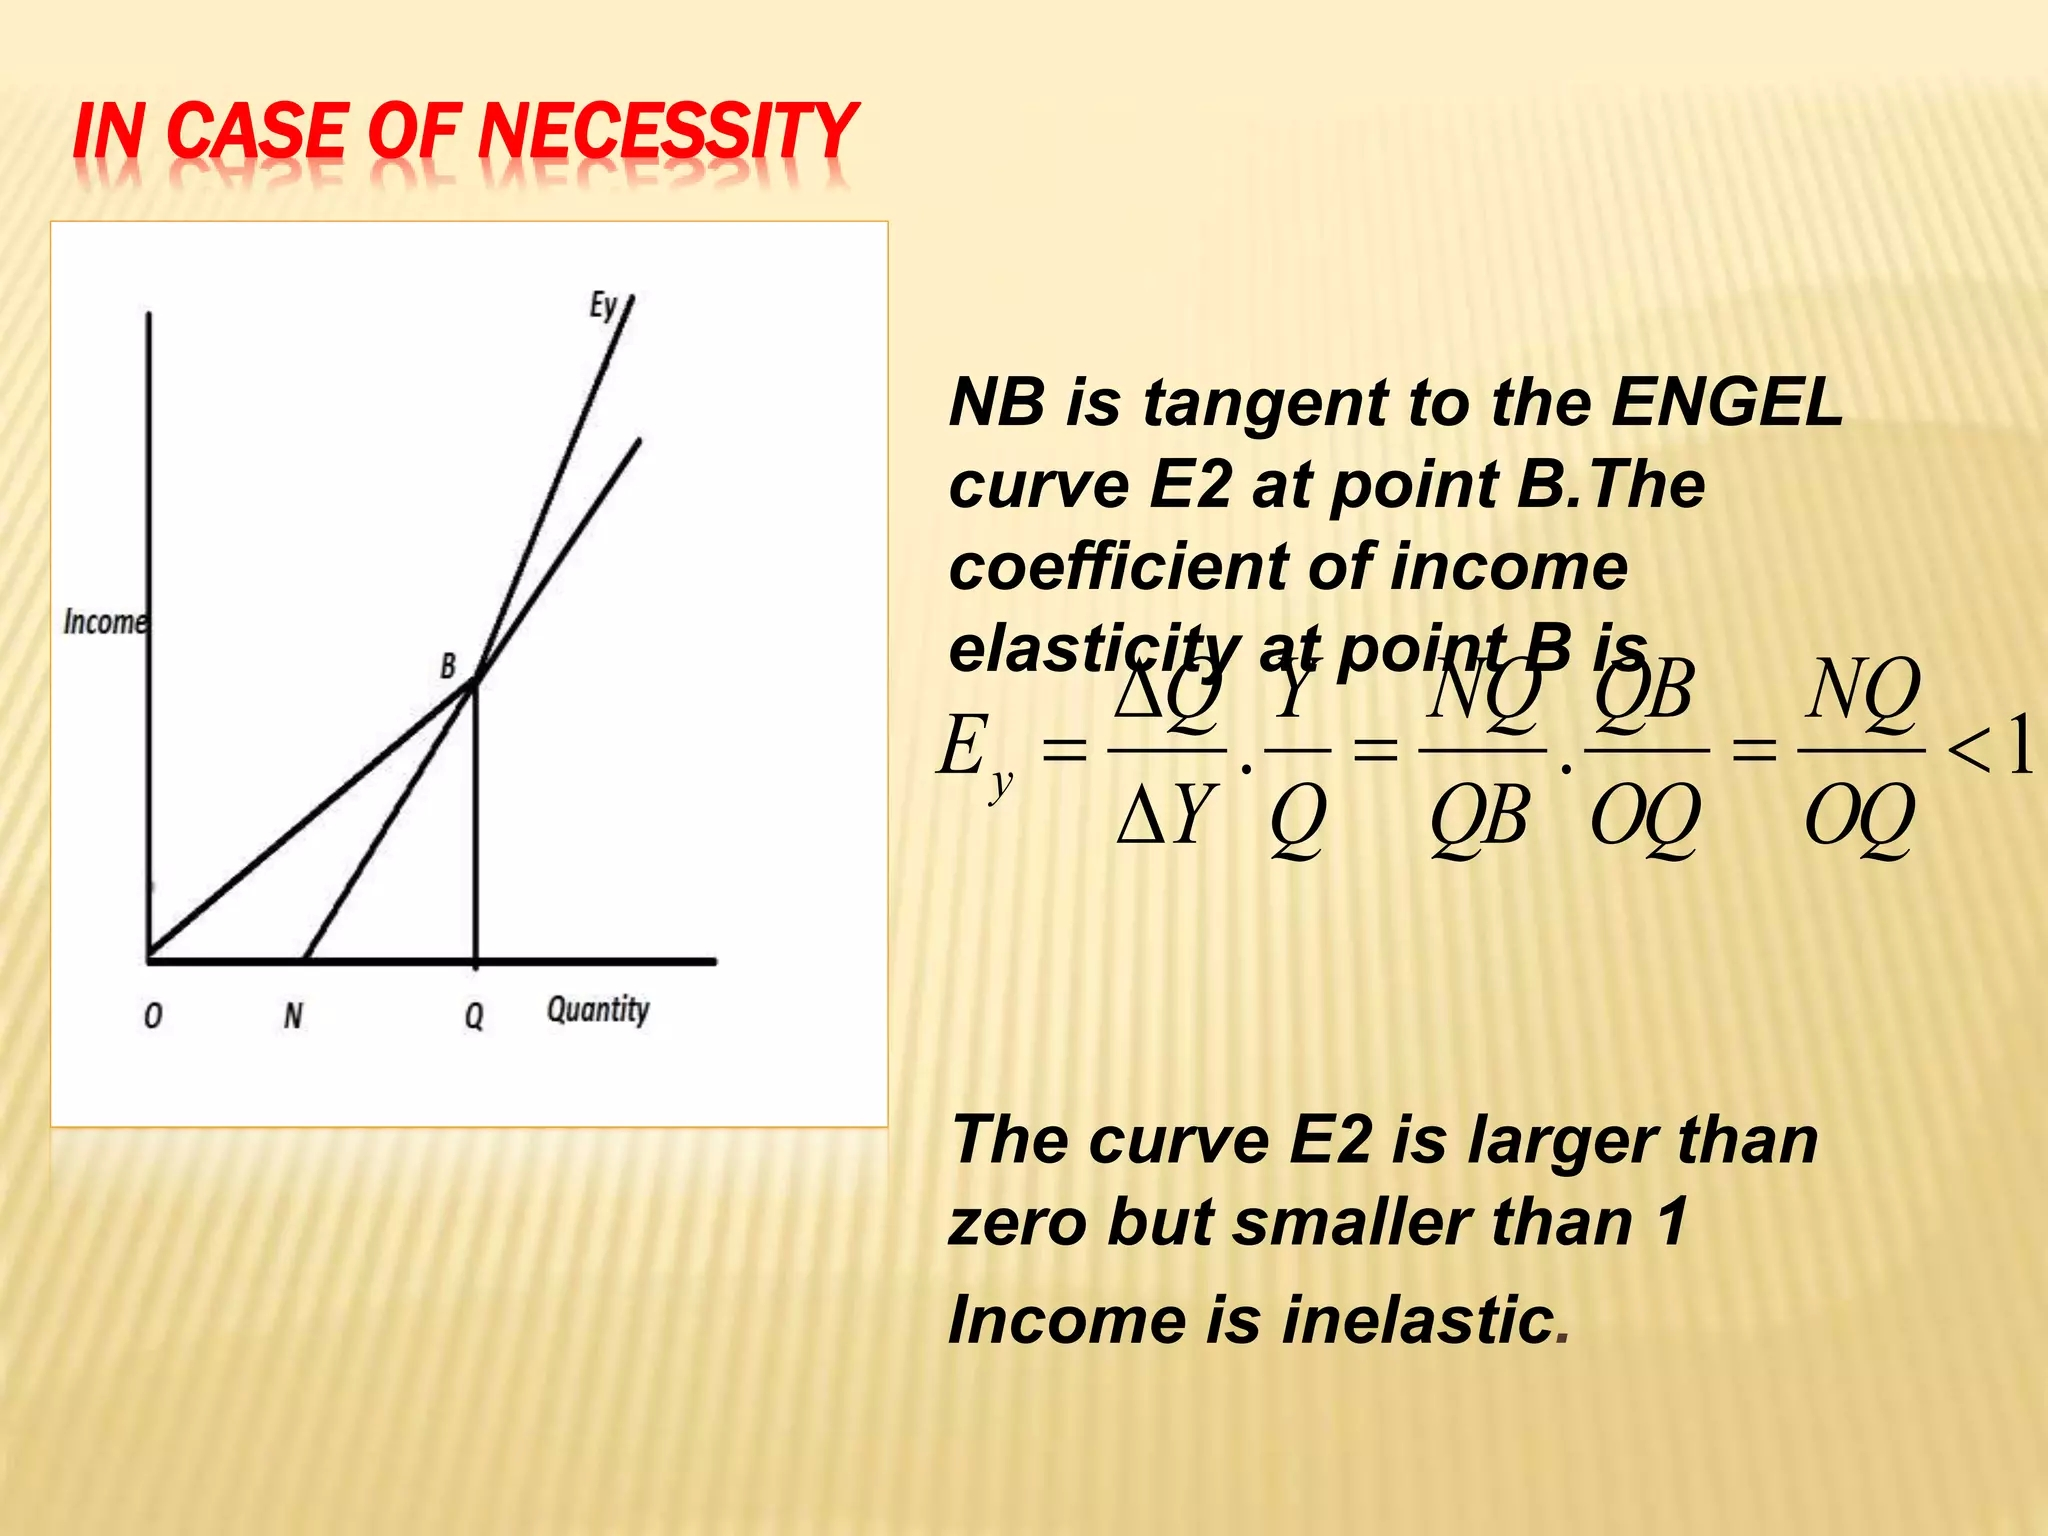 IN CASE OF NECESSITY
Ey
Income
B
O N Q Quantity
NB is tangent to the ENGEL
curve E2 at point B.The
coefficient of income
elasticity at point B is
E_y = ΔQ/ΔY . Y/Q = NQ/QB . QB/OQ = NQ/OQ < 1
The curve E2 is larger than
zero but smaller than 1
Income is inelastic.